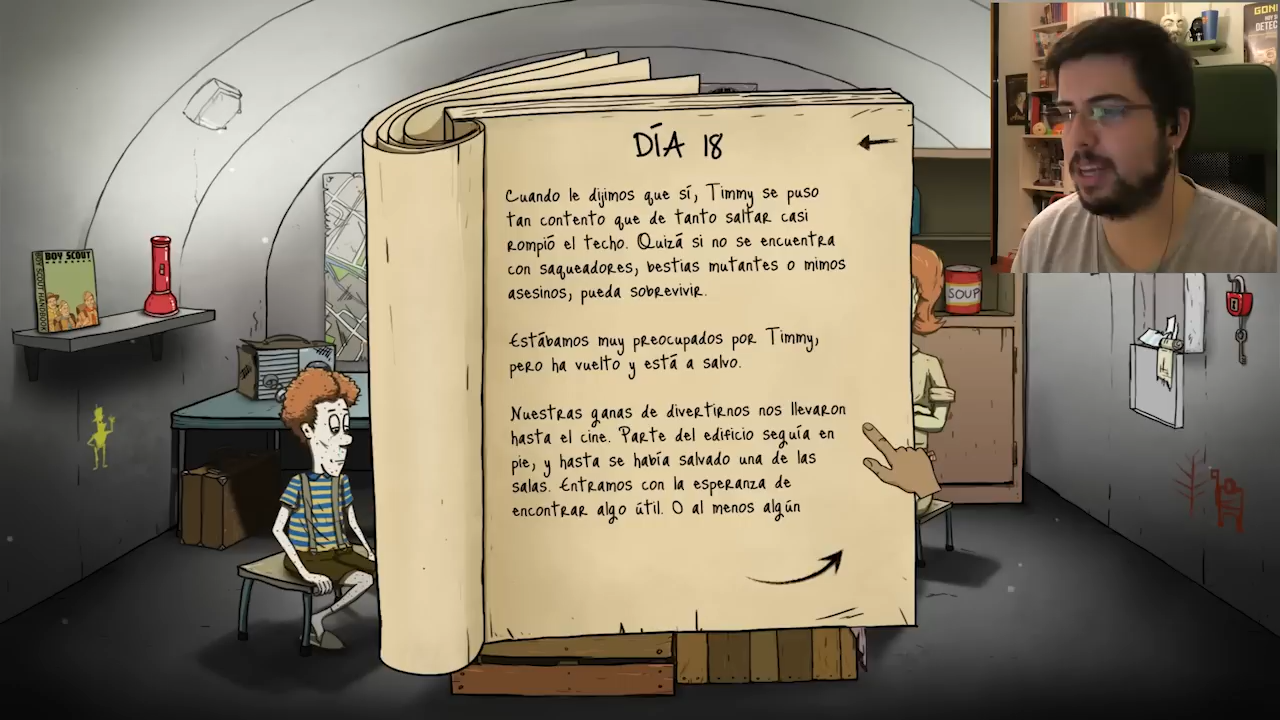 DÍA 18
Cuando le dijimos que sí, Timmy se puso
tan contento que de tanto saltar casi
rompió el techo. Quizá si no se encuentra
con saqueadores, bestias mutantes o mimos
asesinos, pueda sobrevivir.
Estábamos muy preocupados por Timmy,
pero ha vuelto y está a salvo.
Nuestras ganas de divertirnos nos llevaron
hasta el cine. Parte del edificio seguía en
pie, y hasta se había salvado una de las
salas. Entramos con la esperanza de
encontrar algo útil. O al menos algún
BOY SCOUT
BOY SCOUT HANDBOOK
SOUP